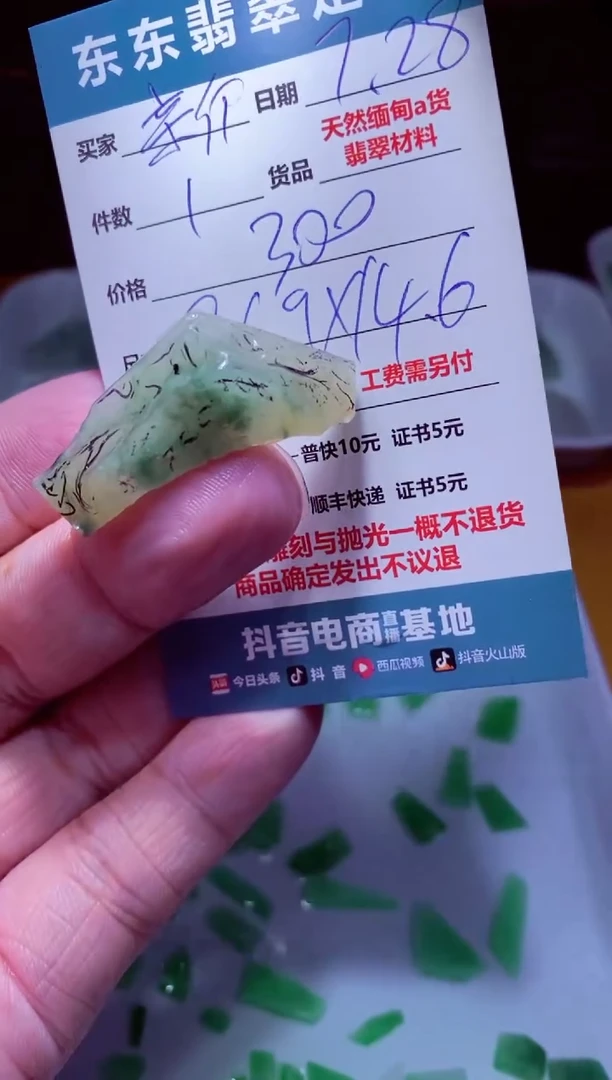 东东翡翠
买家 日期 7.28
件数 1 货品 天然缅甸a货
翡翠材料
价格 300
9X14.6
工费需另付
普快10元 证书5元
顺丰快递 证书5元
雕刻与抛光一概不退货
商品确定发出不议退
抖音电商直播基地
今日头条 抖音 西瓜视频 抖音火山版